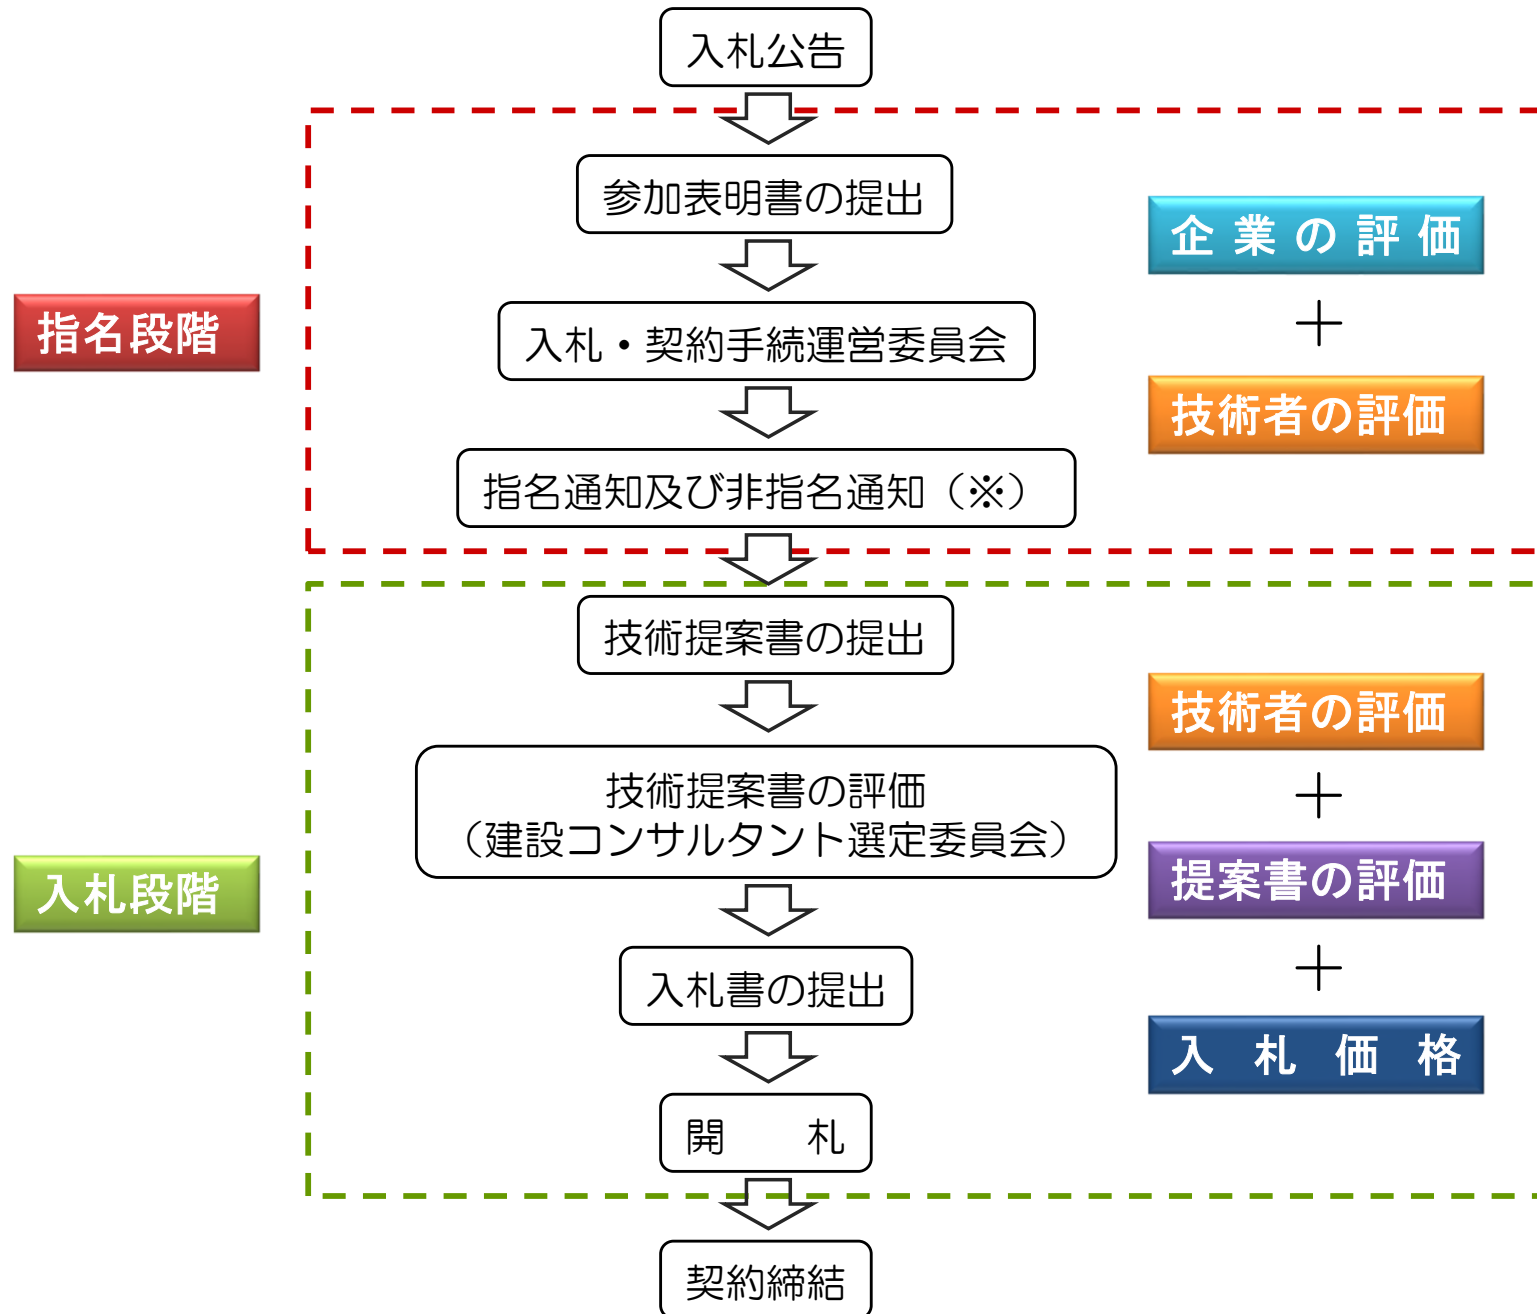 入札公告
参加表明書の提出
入札・契約手続運営委員会
指名通知及び非指名通知（※）
指名段階
企業の評価
＋
技術者の評価
技術提案書の提出
技術提案書の評価
（建設コンサルタント選定委員会）
入札書の提出
開　　札
入札段階
技術者の評価
＋
提案書の評価
＋
入　札　価　格
契約締結